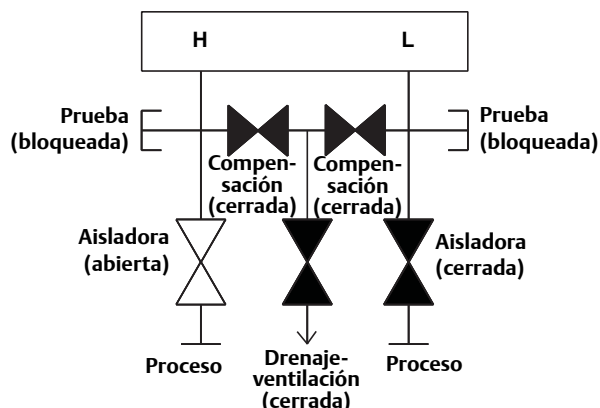 H
L
Prueba
(bloqueada)
Prueba
(bloqueada)
Compen-
sación
(cerrada)
Compen-
sación
(cerrada)
Aisladora
(abierta)
Aisladora
(cerrada)
Proceso
Drenaje-
ventilación
(cerrada)
Proceso